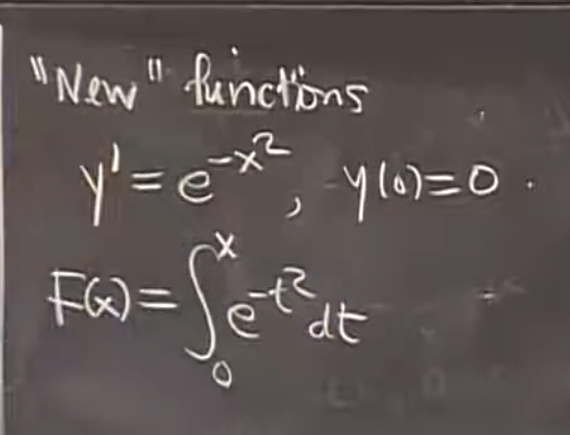 "New" functions
y' = e^{-x^2}, y(0) = 0.
F(x) = ∫_0^x e^{-t^2} dt